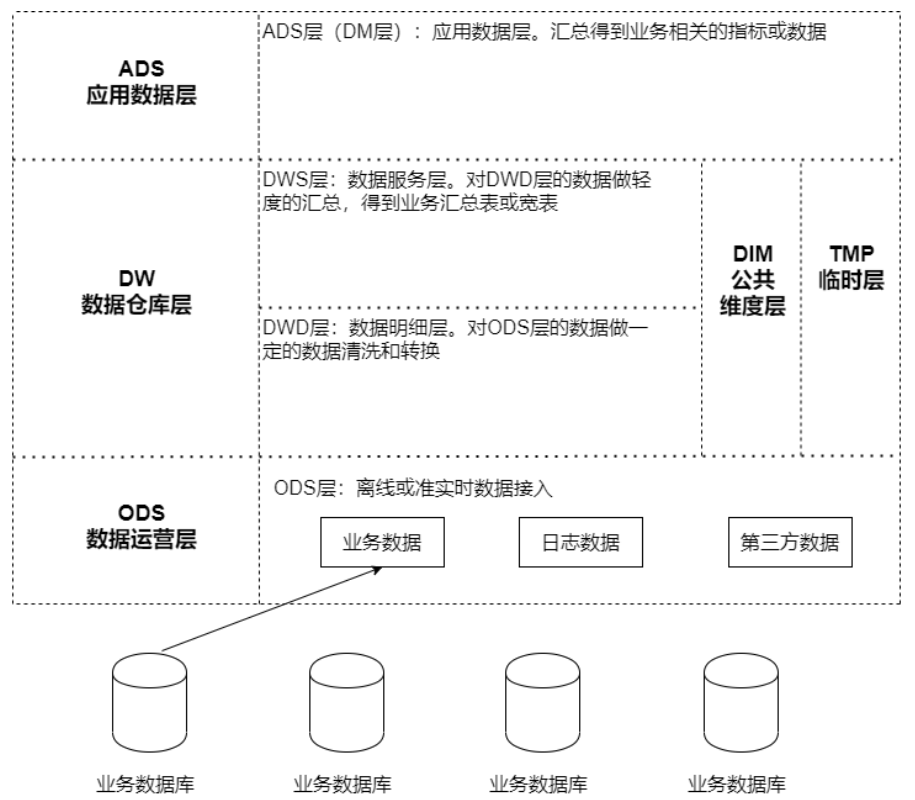 ADS
应用数据层
ADS层（DM层）：应用数据层。汇总得到业务相关的指标或数据
DW
数据仓库层
DWS层：数据服务层。对DWD层的数据做轻
度的汇总，得到业务汇总表或宽表
DWD层：数据明细层。对ODS层的数据做一
定的数据清洗和转换
DIM
公共
维度层
TMP
临时层
ODS
数据运营层
ODS层：离线或准实时数据接入
业务数据
日志数据
第三方数据
业务数据库
业务数据库
业务数据库
业务数据库